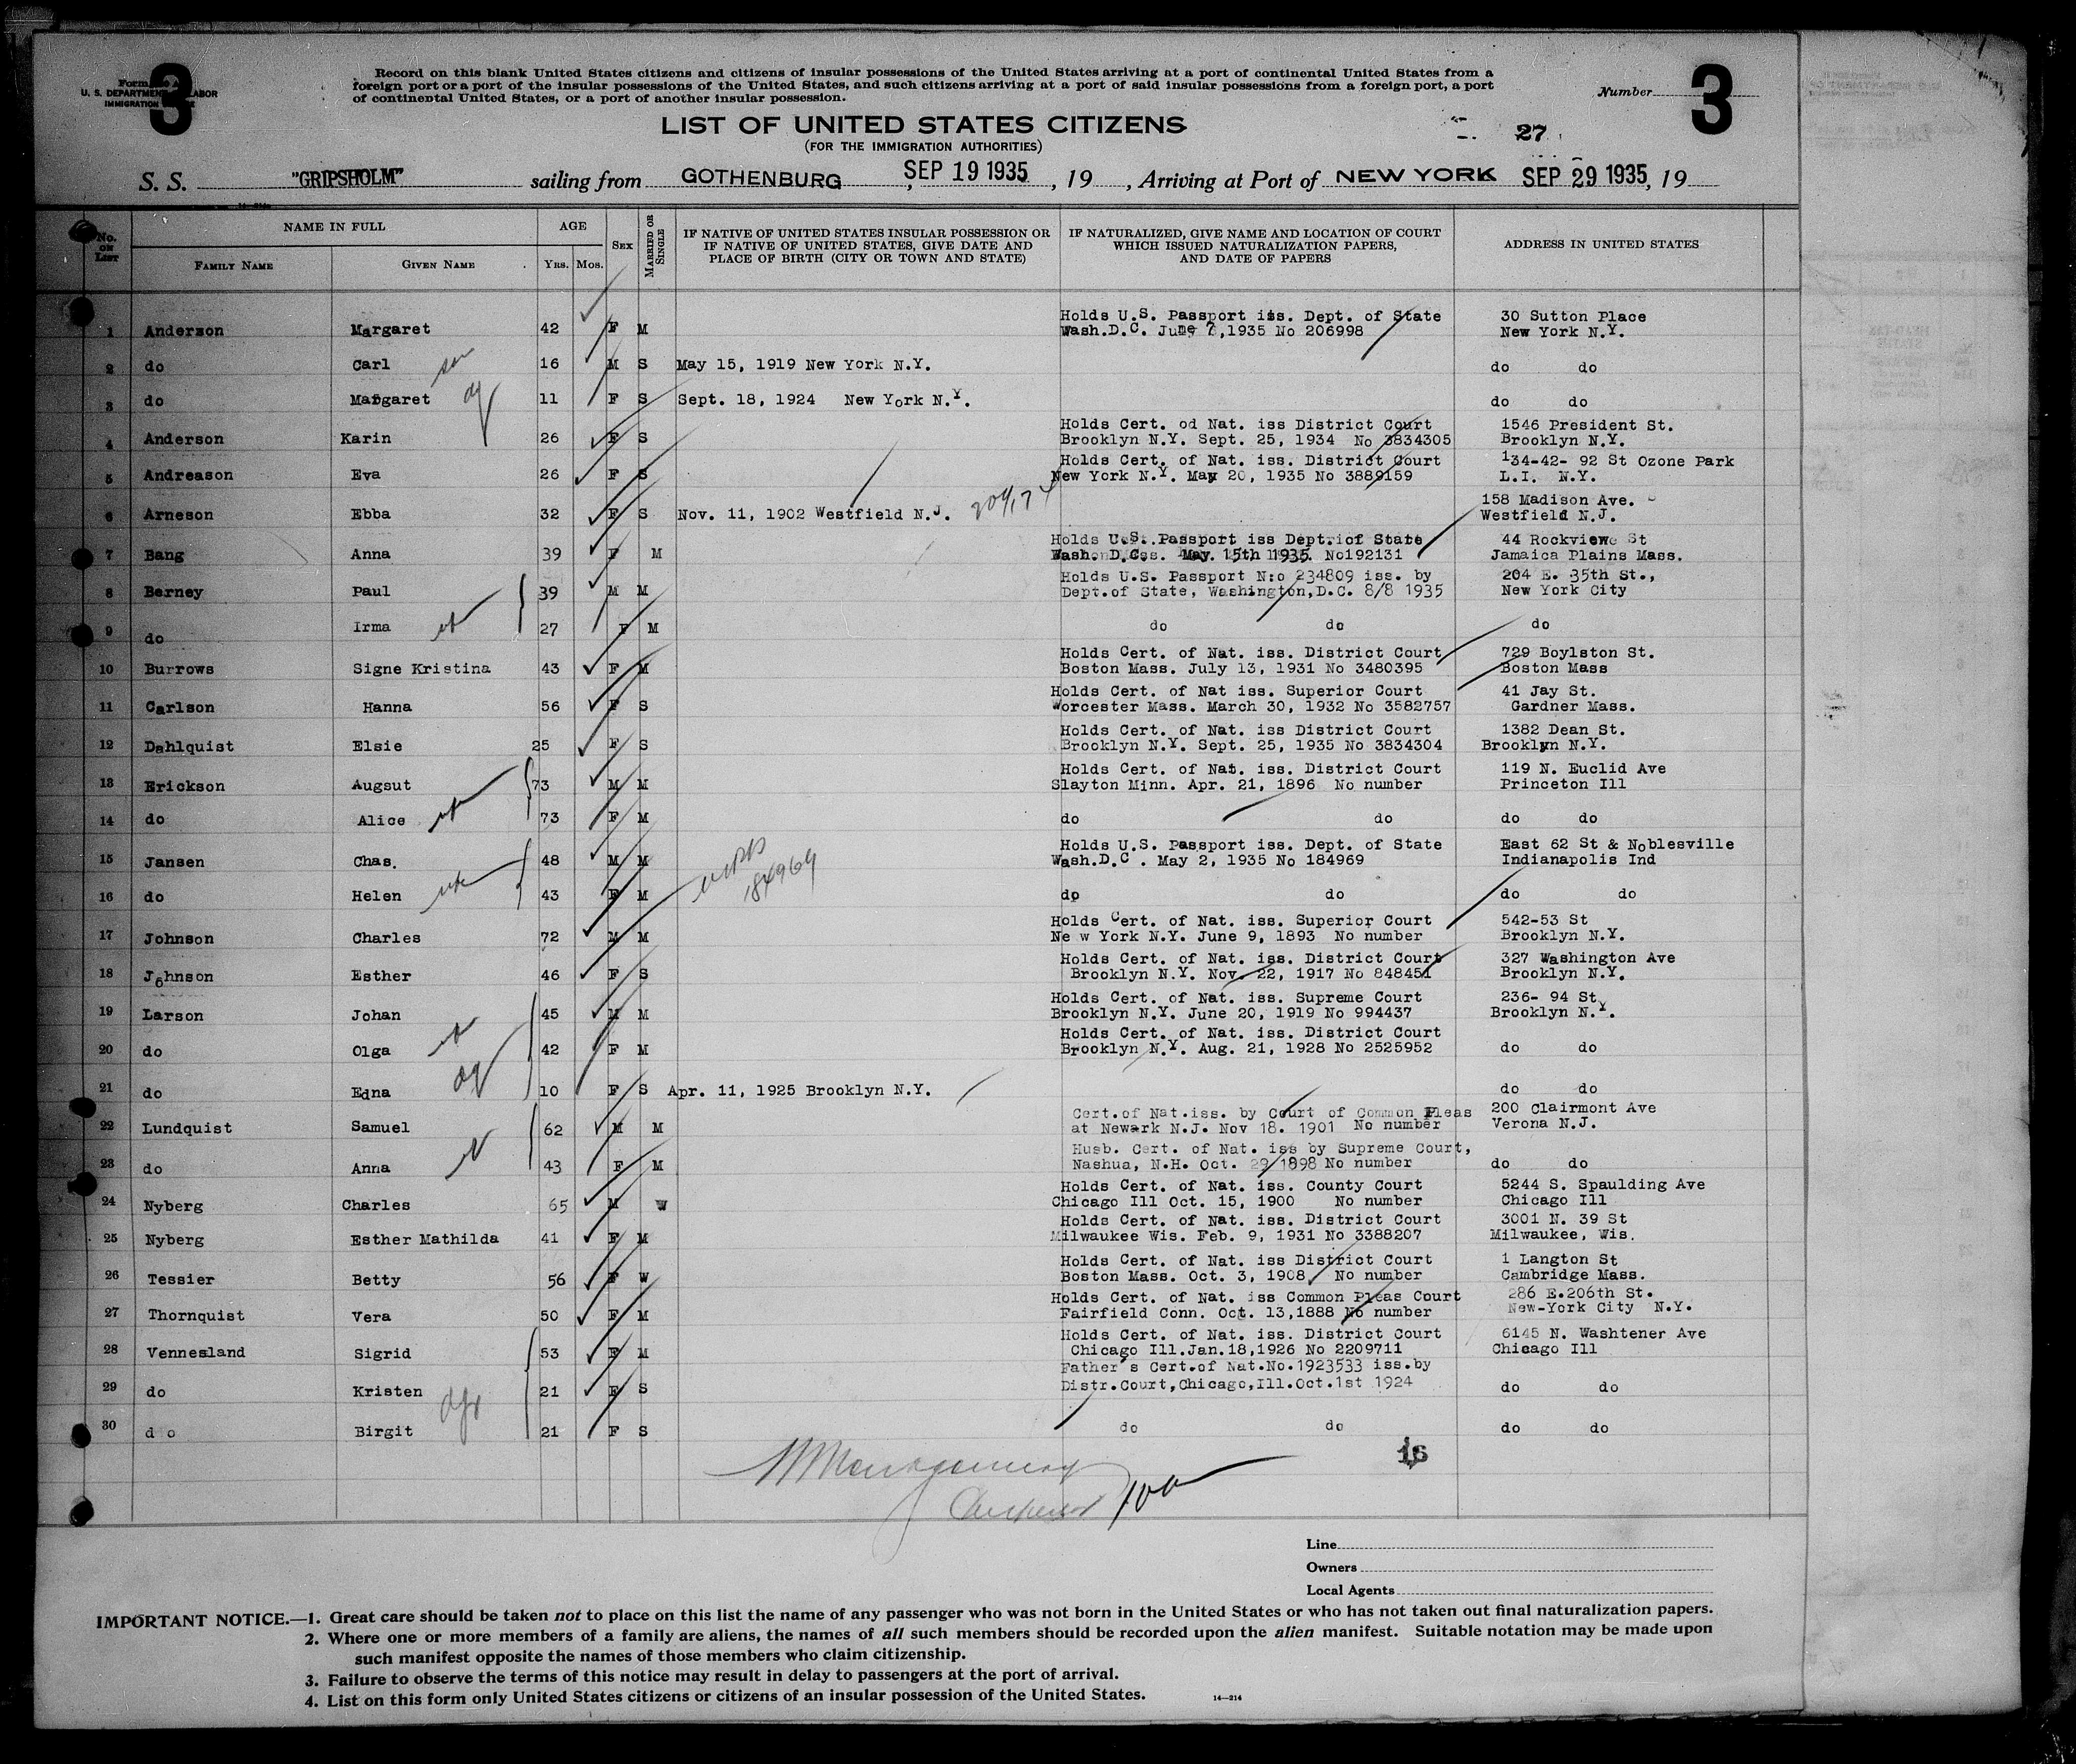 3
Form
U. S. DEPARTMENT LABOR
IMMIGRATION
Record on this blank United States citizens and citizens of insular possessions of the United States arriving at a port of continental United States from a
foreign port or a port of the insular possessions of the United States, and such citizens arriving at a port of said insular possessions from a foreign port, a port
of continental United States, or a port of another insular possession.
Number 3
LIST OF UNITED STATES CITIZENS
(FOR THE IMMIGRATION AUTHORITIES)
27
S. S. "GRIPSHOLM" sailing from GOTHENBURG, SEP 19 1935, 19 , Arriving at Port of NEW YORK SEP 29 1935, 19
No. ON LIST
NAME IN FULL
FAMILY NAME
GIVEN NAME
AGE
YRS. MOS.
SEX
MARRIED OR SINGLE
IF NATIVE OF UNITED STATES INSULAR POSSESSION OR
IF NATIVE OF UNITED STATES, GIVE DATE AND
PLACE OF BIRTH (CITY OR TOWN AND STATE)
IF NATURALIZED, GIVE NAME AND LOCATION OF COURT
WHICH ISSUED NATURALIZATION PAPERS,
AND DATE OF PAPERS
ADDRESS IN UNITED STATES
Holds U.S. Passport iss. Dept. of State 30 Sutton Place
1 Anderson Margaret 42 F M Wash.D.C. June 7,1935 No 206998 New York N.Y.
2 do Carl 16 M S May 15, 1919 New York N.Y. do do
3 do Margaret 11 F S Sept. 18, 1924 New York N.Y. do do
Holds Cert. od Nat. iss District Court 1546 President St.
4 Anderson Karin 26 F S Brooklyn N.Y. Sept. 25, 1934 No 3834305 Brooklyn N.Y.
Holds Cert. of Nat. iss. District Court 134-42- 92 St Ozone Park
5 Andreason Eva 26 F S New York N.Y. May 20, 1935 No 3889159 L.I. N.Y.
158 Madison Ave.
6 Arneson Ebba 32 F S Nov. 11, 1902 Westfield N.J. Westfield N.J.
Holds U.S. Passport iss Dept. of State 44 Rockview St
7 Bang Anna 39 F M Wash. D.C. May 15th 1935 No192131 Jamaica Plains Mass.
Holds U.S. Passport N:o 234809 iss. by 204 E. 35th St.,
8 Berney Paul 39 M M Dept.of State, Washington,D.C. 8/8 1935 New York City
9 do Irma 27 F M do do do
Holds Cert. of Nat. iss. District Court 729 Boylston St.
10 Burrows Signe Kristina 43 F M Boston Mass. July 13, 1931 No 3480395 Boston Mass
Holds Cert. of Nat iss. Superior Court 41 Jay St.
11 Carlson Hanna 56 F S Worcester Mass. March 30, 1932 No 3582757 Gardner Mass.
Holds Cert. of Nat. iss District Court 1382 Dean St.
12 Dahlquist Elsie 25 F S Brooklyn N.Y. Sept. 25, 1935 No 3834304 Brooklyn N.Y.
Holds Cert. of Nat. iss. District Court 119 N. Euclid Ave
13 Erickson Augsut 73 M M Slayton Minn. Apr. 21, 1896 No number Princeton Ill
14 do Alice 73 F M do do do do
Holds U.S. Passport iss. Dept. of State East 62 St & Noblesville
15 Jansen Chas. 48 M M Wash.D.C . May 2, 1935 No 184969 Indianapolis Ind
184969
16 do Helen 43 F M do do do do
Holds Cert. of Nat. iss. Superior Court 542-53 St
17 Johnson Charles 72 M M Ne w York N.Y. June 9, 1893 No number Brooklyn N.Y.
Holds Cert. of Nat. iss. District Court 327 Washington Ave
18 Johnson Esther 46 F S Brooklyn N.Y. Nov. 22, 1917 No 848451 Brooklyn N.Y.
Holds Cert. of Nat. iss. Supreme Court 236- 94 St
19 Larson Johan 45 M M Brooklyn N.Y. June 20, 1919 No 994437 Brooklyn N.Y.
Holds Cert. of Nat. iss. District Court
20 do Olga 42 F M Brooklyn N.Y. Aug. 21, 1928 No 2525952 do do
21 do Edna 10 F S Apr. 11, 1925 Brooklyn N.Y. do do
Cert.of Nat.iss. by Court of Common Pleas 200 Clairmont Ave
22 Lundquist Samuel 62 M M at Newark N.J. Nov 18. 1901 No number Verona N.J.
Husb. Cert. of Nat. iss by Supreme Court,
23 do Anna 43 F M Nashua, N.H. Oct. 29 1898 No number do do
Holds Cert. of Nat. iss. County Court 5244 S. Spaulding Ave
24 Nyberg Charles 65 M W Chicago Ill Oct. 15, 1900 No number Chicago Ill
Holds Cert. of Nat. iss. District Court 3001 N. 39 St
25 Nyberg Esther Mathilda 41 F M Milwaukee Wis. Feb. 9, 1931 No 3388207 Milwaukee, Wis.
Holds Cert. of Nat. iss District Court 1 Langton St
26 Tessier Betty 56 F W Boston Mass. Oct. 3, 1908 No number Cambridge Mass.
Holds Cert. of Nat. iss Common Pleas Court 286 E.206th St.
27 Thornquist Vera 50 F M Fairfield Conn. Oct. 13,1888 No number New-York City N.Y.
Holds Cert. of Nat. iss. District Court 6145 N. Washtener Ave
28 Vennesland Sigrid 53 F M Chicago Ill.Jan.18,1926 No 2209711 Chicago Ill
Father's Cert.of Nat.No.1923533 iss.by
29 do Kristen 21 F S Distr.Court,Chicago,Ill.Oct.1st 1924 do do
30 d o Birgit 21 F S do do do do
16
Line
Owners
Local Agents
IMPORTANT NOTICE.—1. Great care should be taken not to place on this list the name of any passenger who was not born in the United States or who has not taken out final naturalization papers.
2. Where one or more members of a family are aliens, the names of all such members should be recorded upon the alien manifest. Suitable notation may be made upon
such manifest opposite the names of those members who claim citizenship.
3. Failure to observe the terms of this notice may result in delay to passengers at the port of arrival.
4. List on this form only United States citizens or citizens of an insular possession of the United States.
14—214